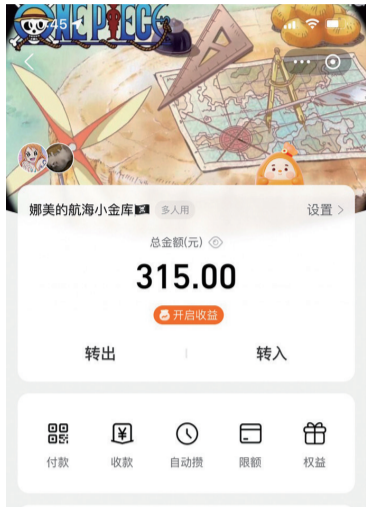 ONE PIECE
:45
娜美的航海小金库
多人用
设置 >
总金额(元)
315.00
开启收益
转出
转入
¥
付款
收款
自动攒
限额
权益